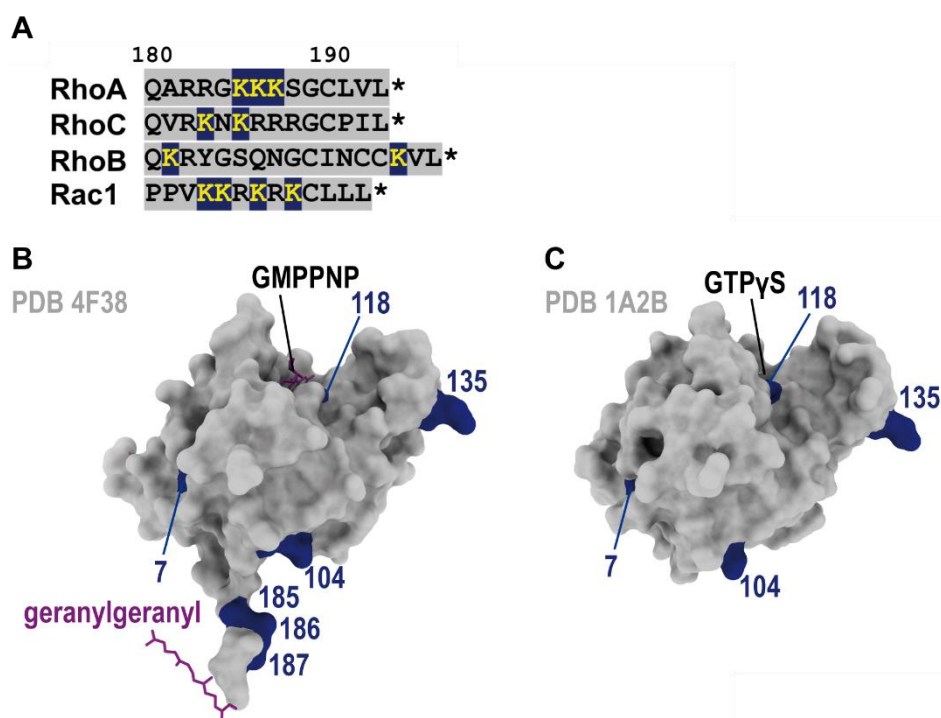 A
180 190
RhoA QARRGKKKSGCLVL*
RhoC QVRKNKRRRGCPIL*
RhoB QKRYGSQNGCINCCKVL*
Rac1 PPVKKRKRKCLLL*
B
PDB 4F38
GMPPNP
118
135
7
104
185
186
187
geranylgeranyl
C
PDB 1A2B
GTPγS
118
135
7
104